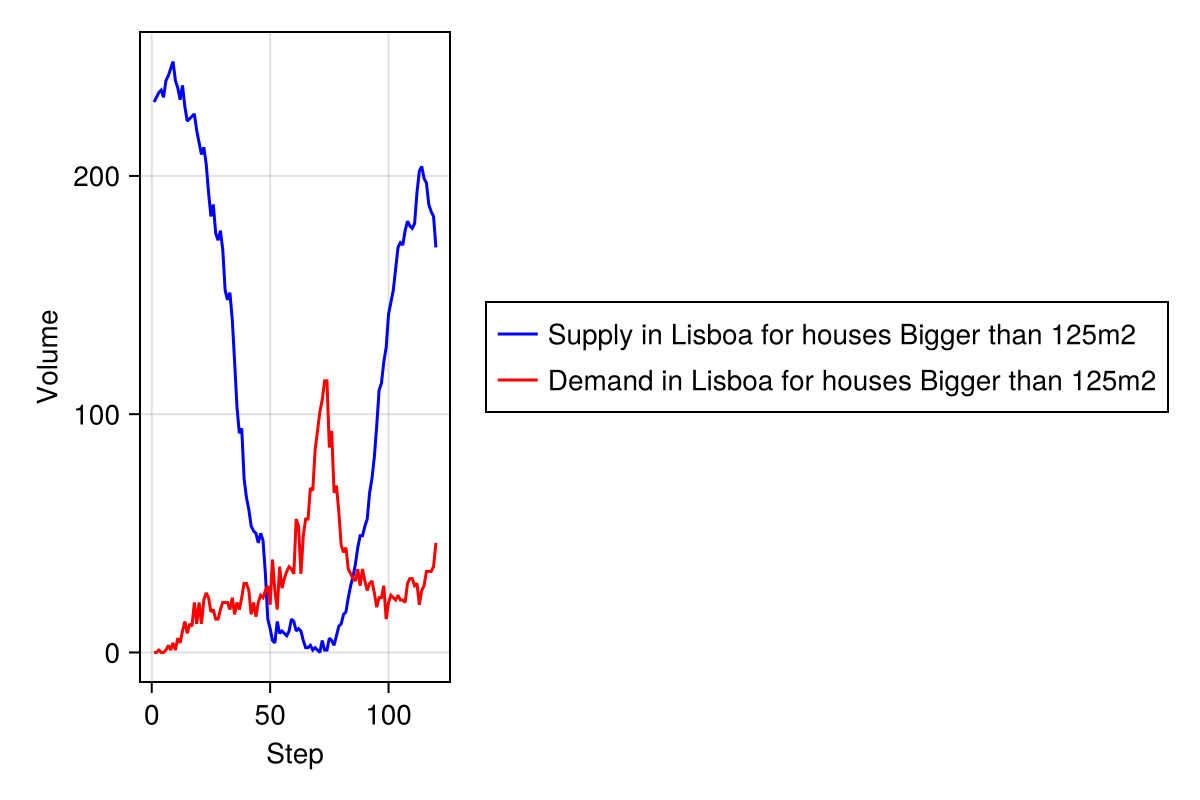 200
100
0
Volume
0 50 100
Step
Supply in Lisboa for houses Bigger than 125m2
Demand in Lisboa for houses Bigger than 125m2